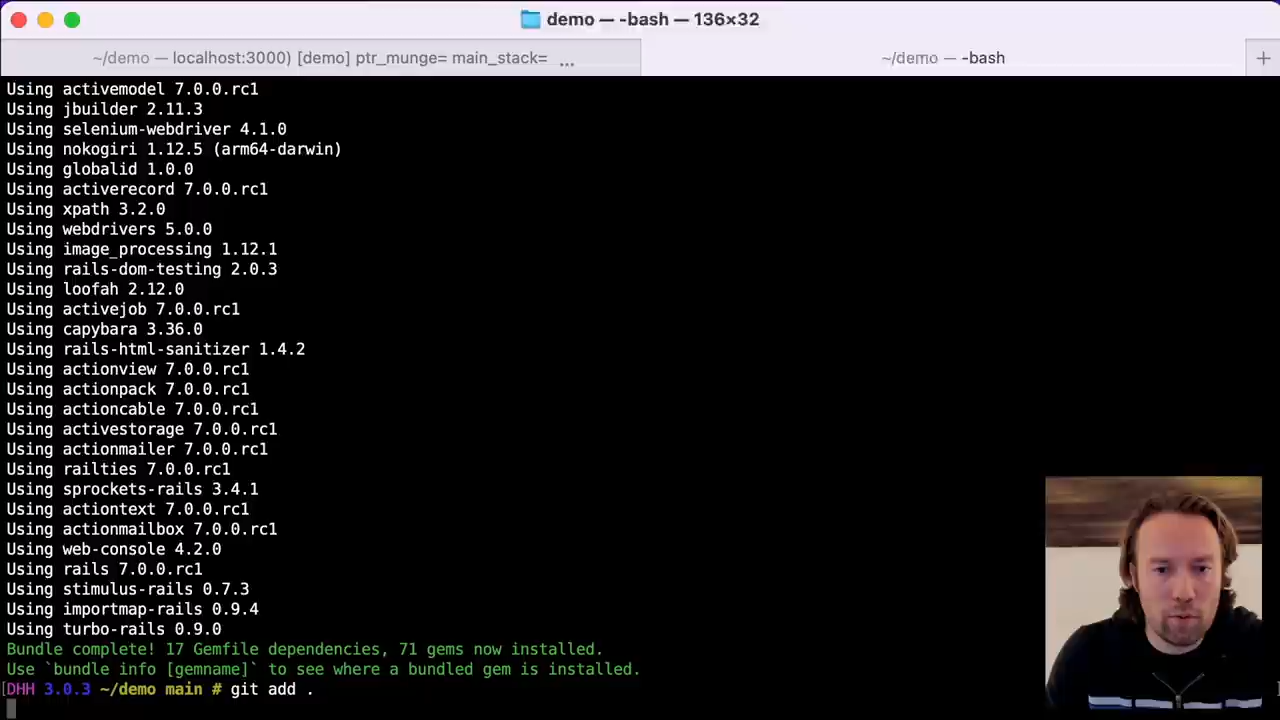 demo — -bash — 136×32
~/demo — localhost:3000) [demo] ptr_munge= main_stack= ...
~/demo — -bash
+
Using activemodel 7.0.0.rc1
Using jbuilder 2.11.3
Using selenium-webdriver 4.1.0
Using nokogiri 1.12.5 (arm64-darwin)
Using globalid 1.0.0
Using activerecord 7.0.0.rc1
Using xpath 3.2.0
Using webdrivers 5.0.0
Using image_processing 1.12.1
Using rails-dom-testing 2.0.3
Using loofah 2.12.0
Using activejob 7.0.0.rc1
Using capybara 3.36.0
Using rails-html-sanitizer 1.4.2
Using actionview 7.0.0.rc1
Using actionpack 7.0.0.rc1
Using actioncable 7.0.0.rc1
Using activestorage 7.0.0.rc1
Using actionmailer 7.0.0.rc1
Using railties 7.0.0.rc1
Using sprockets-rails 3.4.1
Using actiontext 7.0.0.rc1
Using actionmailbox 7.0.0.rc1
Using web-console 4.2.0
Using rails 7.0.0.rc1
Using stimulus-rails 0.7.3
Using importmap-rails 0.9.4
Using turbo-rails 0.9.0
Bundle complete! 17 Gemfile dependencies, 71 gems now installed.
Use `bundle info [gemname]` to see where a bundled gem is installed.
[DHH 3.0.3 ~/demo main # git add .